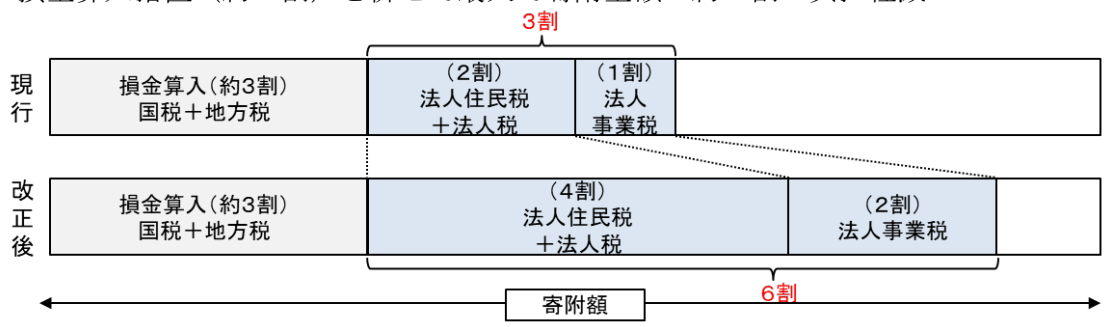 3割
現行
損金算入（約3割）
国税＋地方税
（2割）
法人住民税
＋法人税
（1割）
法人
事業税
改正後
損金算入（約3割）
国税＋地方税
（4割）
法人住民税
＋法人税
（2割）
法人事業税
6割
寄附額